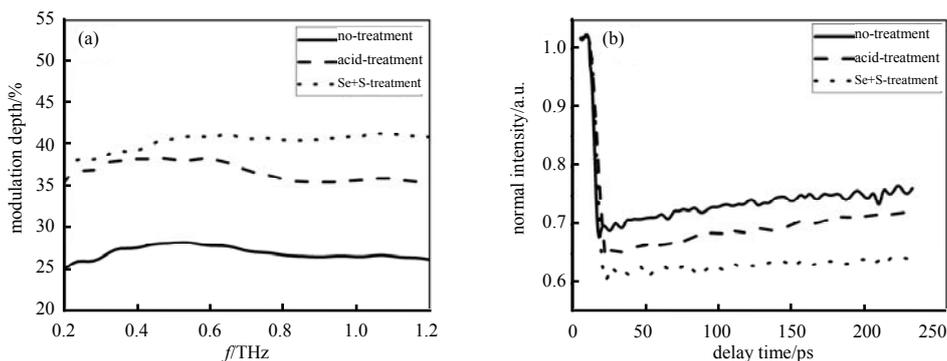 (a)
no-treatment
acid-treatment
Se+S-treatment
modulation depth/%
55
50
45
40
35
30
25
20
0.2 0.4 0.6 0.8 1.0 1.2
f/THz
(b)
no-treatment
acid-treatment
Se+S-treatment
normal intensity/a.u.
1.0
0.9
0.8
0.7
0.6
0 50 100 150 200 250
delay time/ps